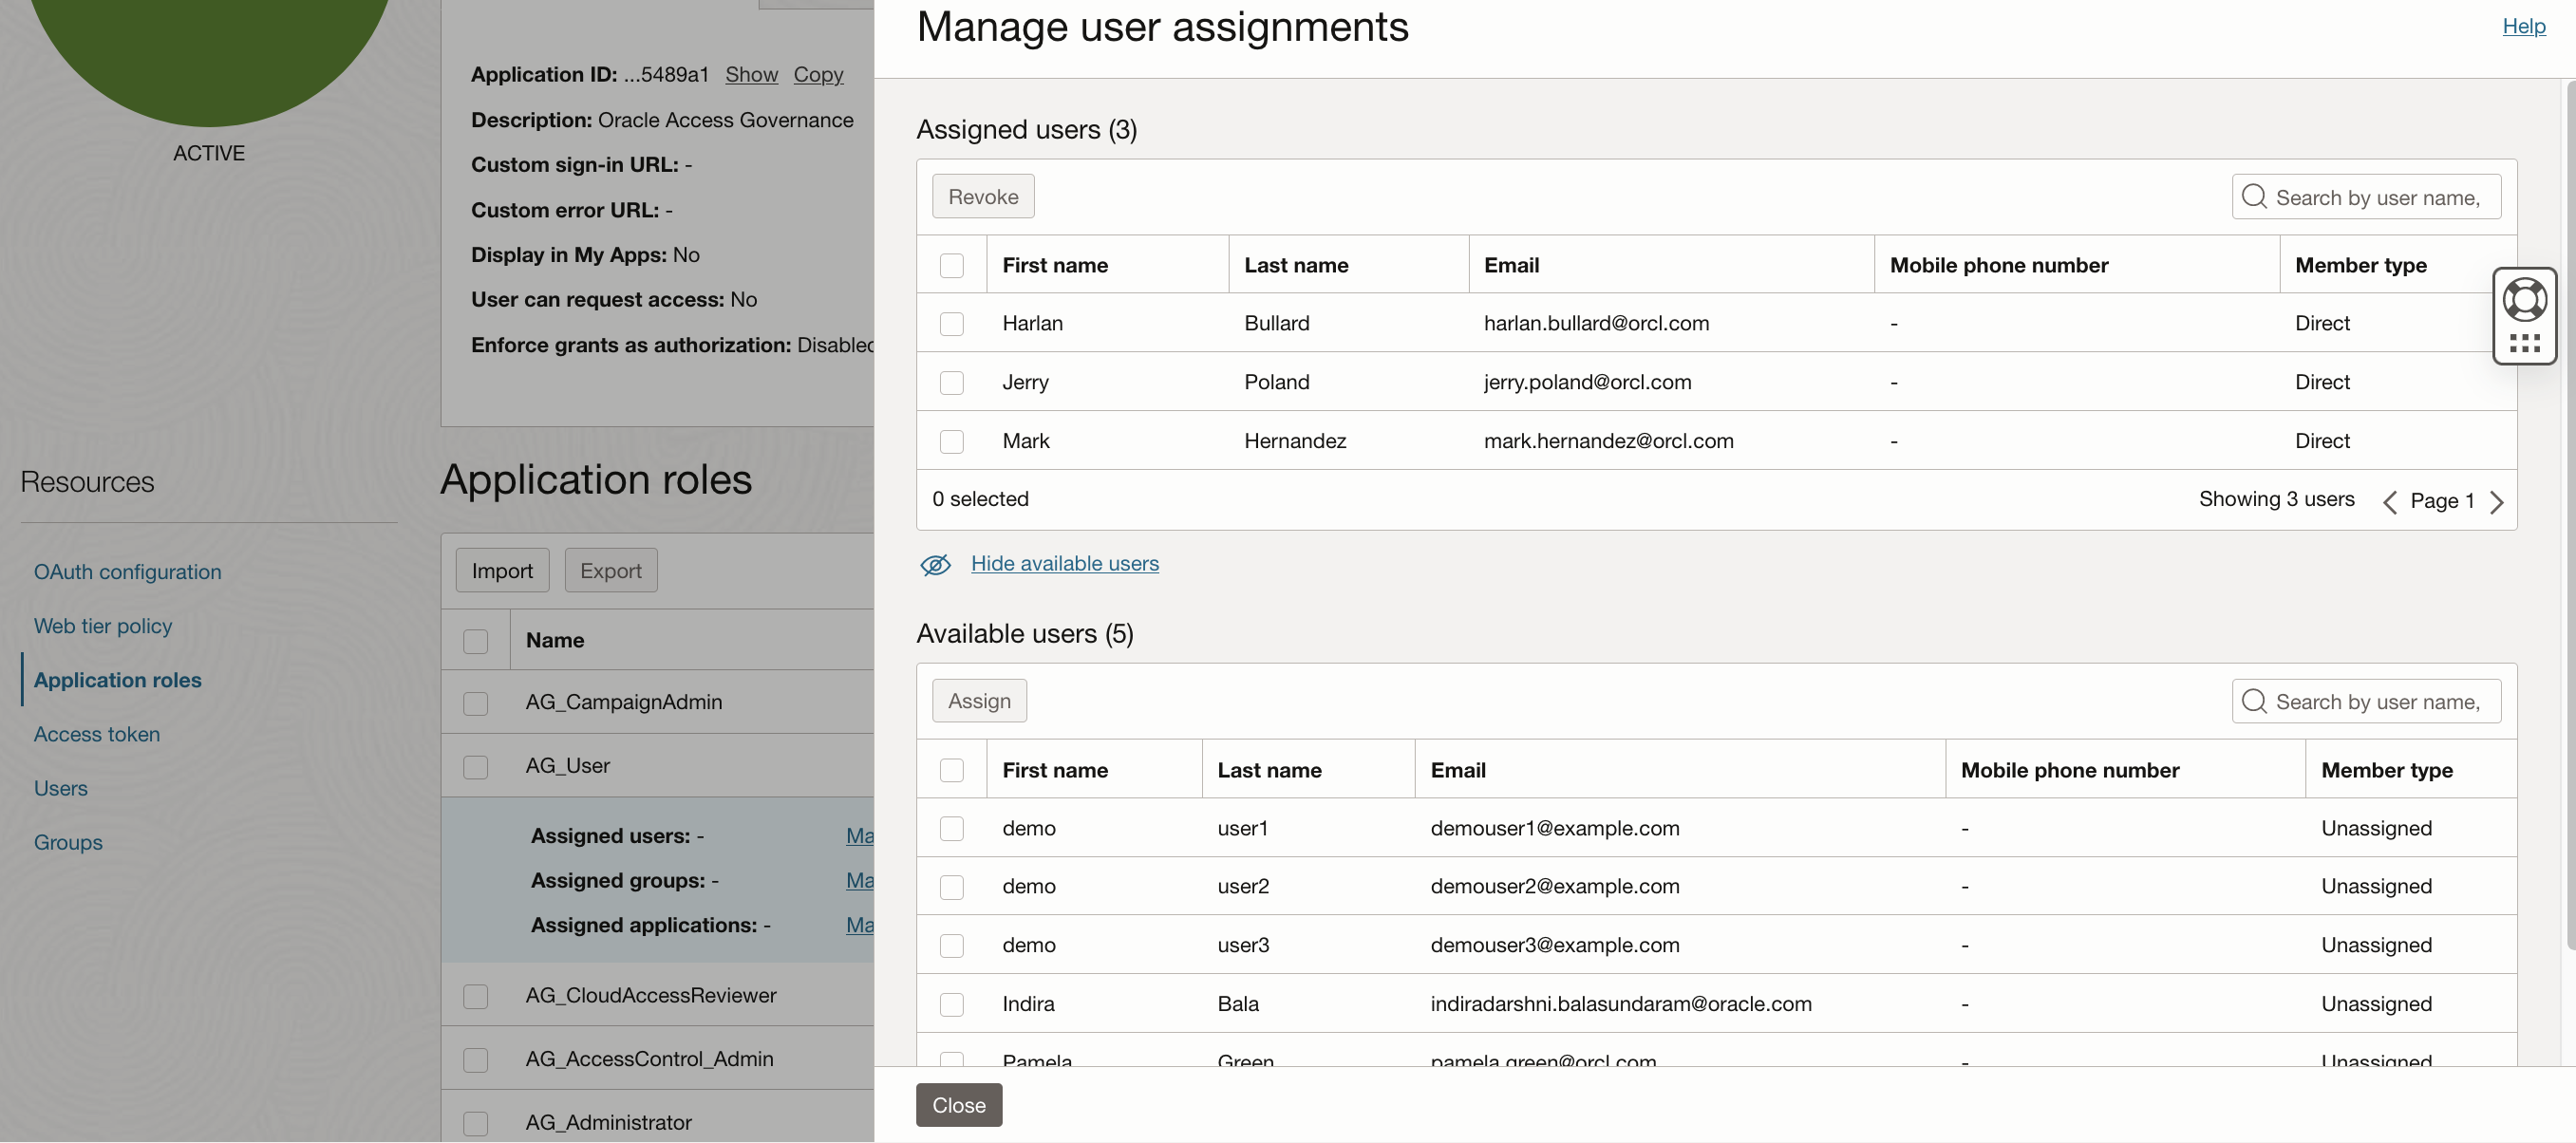 ACTIVE
Resources
OAuth configuration
Web tier policy
Application roles
Access token
Users
Groups
Application ID: ...5489a1 Show Copy
Description: Oracle Access Governance
Custom sign-in URL: -
Custom error URL: -
Display in My Apps: No
User can request access: No
Enforce grants as authorization: Disabled
Application roles
Import Export
Name
AG_CampaignAdmin
AG_User
Assigned users: - Ma
Assigned groups: - Ma
Assigned applications: - Ma
AG_CloudAccessReviewer
AG_AccessControl_Admin
AG_Administrator
Manage user assignments
Help
Assigned users (3)
Revoke Search by user name,
First name Last name Email Mobile phone number Member type
Harlan Bullard harlan.bullard@orcl.com - Direct
Jerry Poland jerry.poland@orcl.com - Direct
Mark Hernandez mark.hernandez@orcl.com - Direct
0 selected Showing 3 users Page 1
Hide available users
Available users (5)
Assign Search by user name,
First name Last name Email Mobile phone number Member type
demo user1 demouser1@example.com - Unassigned
demo user2 demouser2@example.com - Unassigned
demo user3 demouser3@example.com - Unassigned
Indira Bala indiradarshni.balasundaram@oracle.com - Unassigned
Pamela Green pamela.green@orcl.com - Unassigned
Close